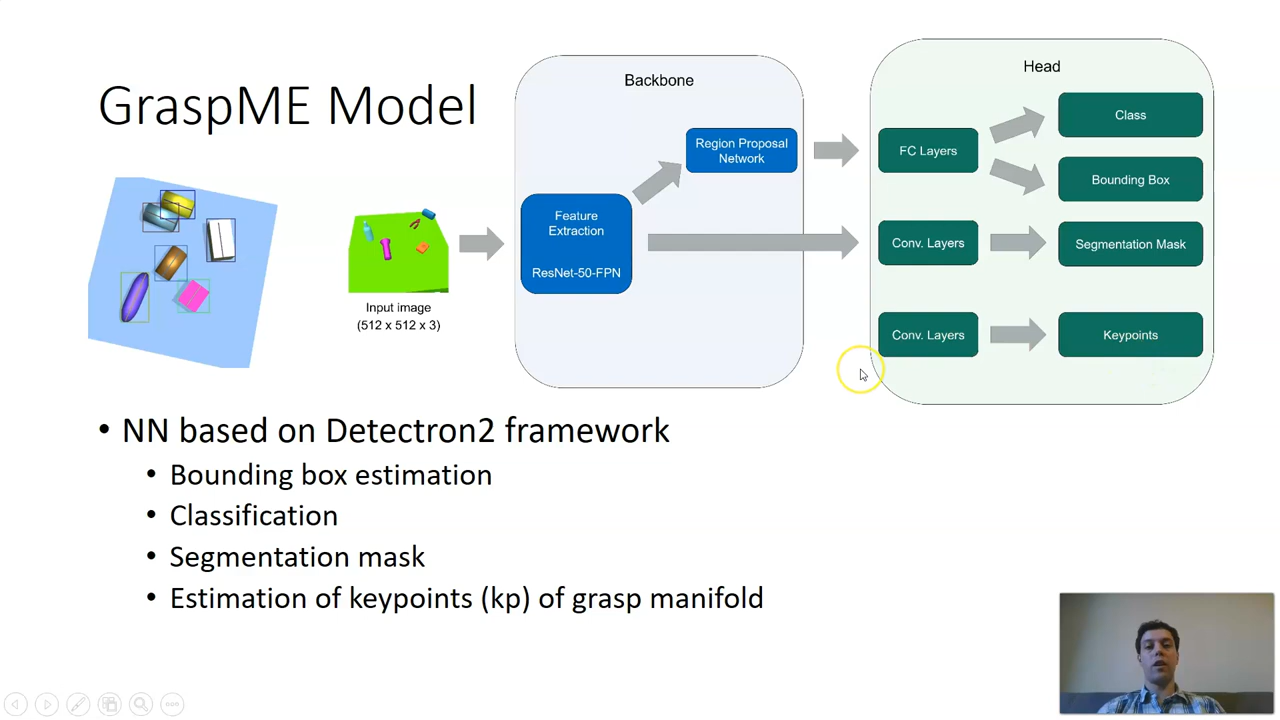 GraspME Model
Input image
(512 x 512 x 3)
Backbone
Region Proposal
Network
Feature
Extraction
ResNet-50-FPN
Head
FC Layers
Class
Bounding Box
Conv. Layers
Segmentation Mask
Conv. Layers
Keypoints
• NN based on Detectron2 framework
• Bounding box estimation
• Classification
• Segmentation mask
• Estimation of keypoints (kp) of grasp manifold